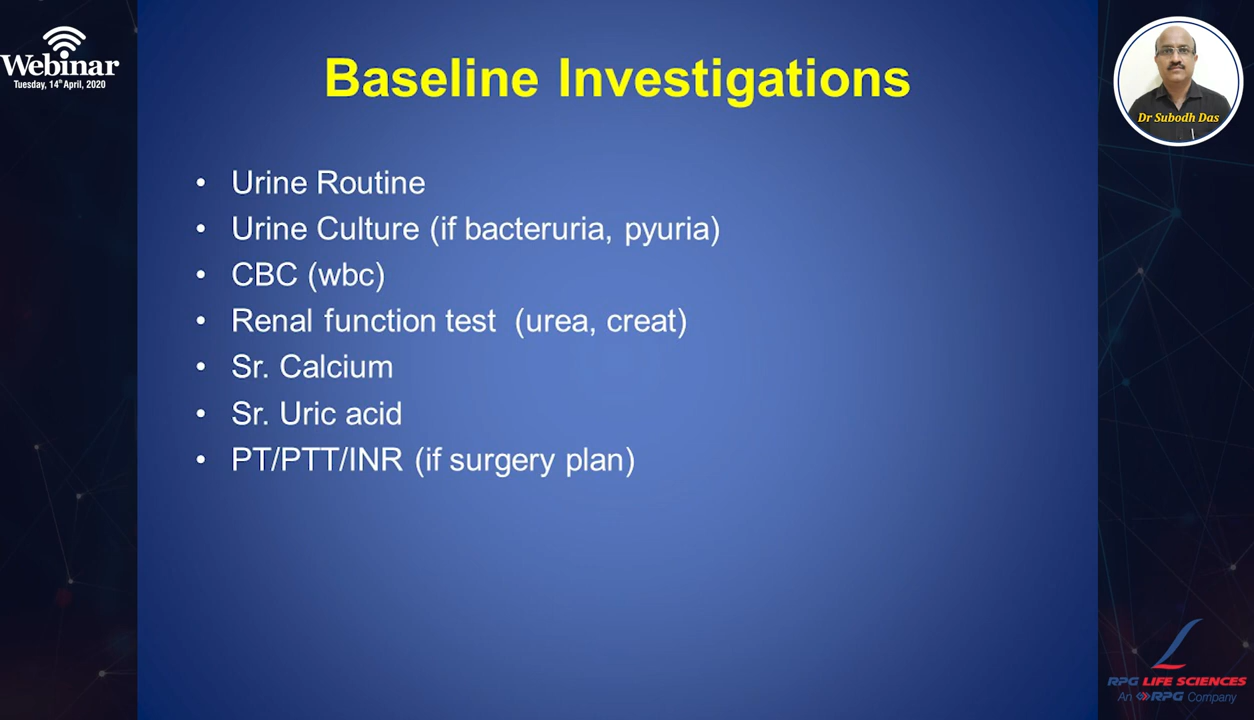 Webinar
Tuesday, 14th April, 2020
Baseline Investigations
Dr Subodh Das
• Urine Routine
• Urine Culture (if bacteruria, pyuria)
• CBC (wbc)
• Renal function test (urea, creat)
• Sr. Calcium
• Sr. Uric acid
• PT/PTT/INR (if surgery plan)
RPG LIFE SCIENCES
An RPG Company